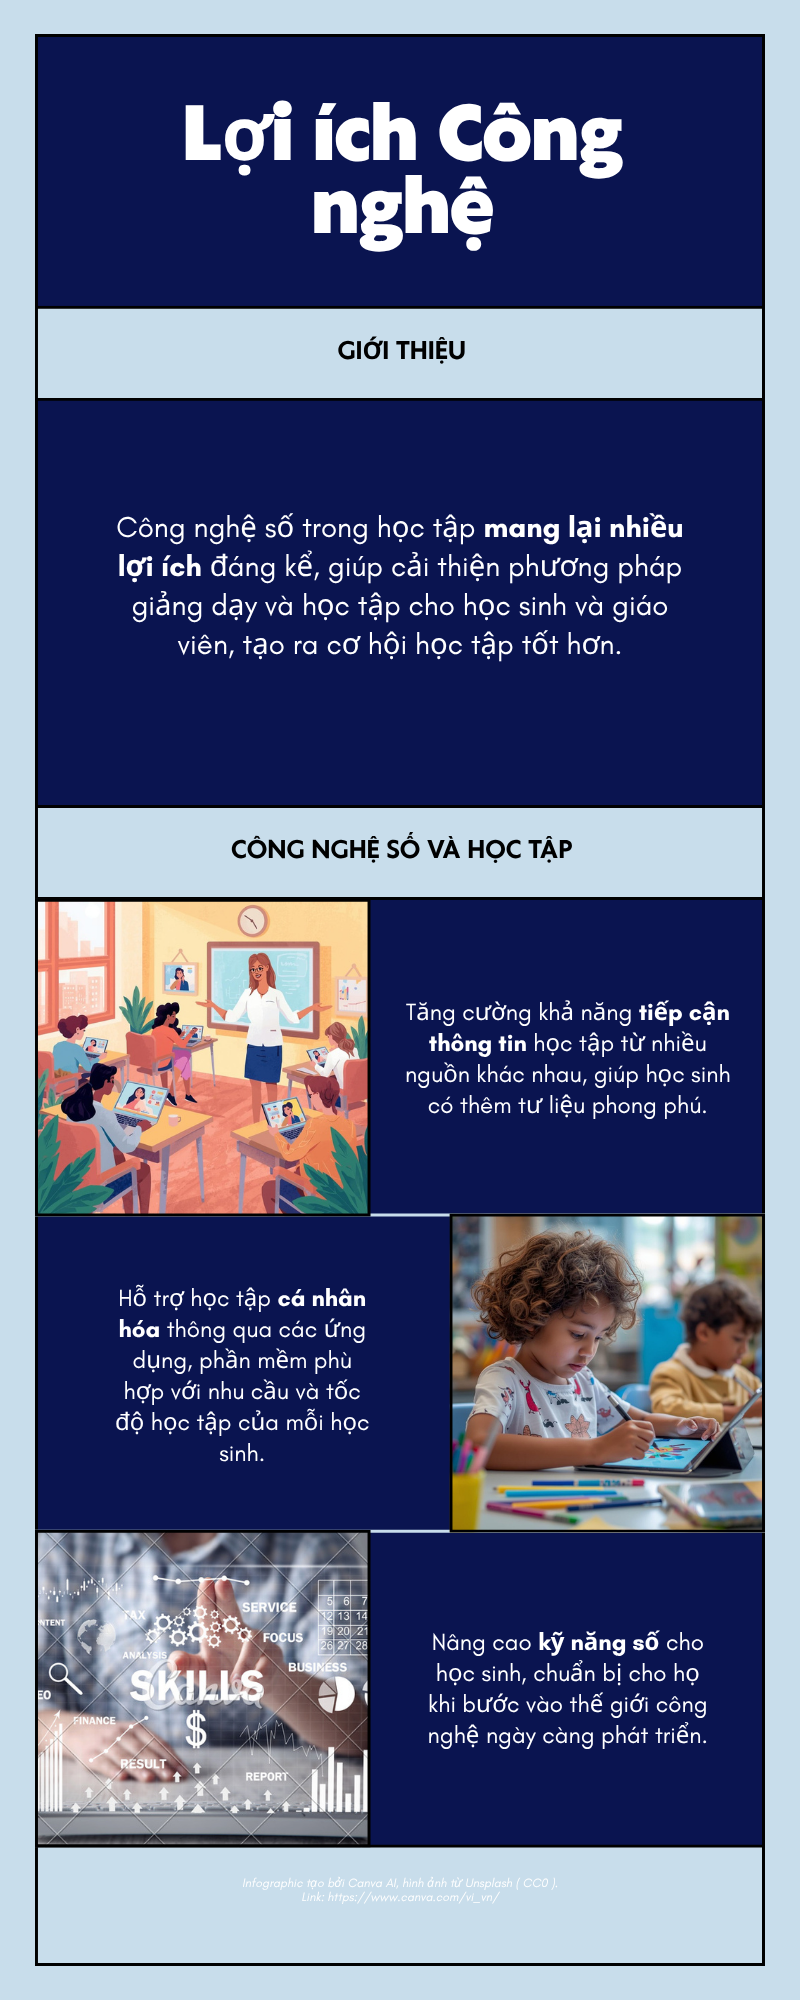 Lợi ích Công
nghệ
GIỚI THIỆU
Công nghệ số trong học tập mang lại nhiều
lợi ích đáng kể, giúp cải thiện phương pháp
giảng dạy và học tập cho học sinh và giáo
viên, tạo ra cơ hội học tập tốt hơn.
CÔNG NGHỆ SỐ VÀ HỌC TẬP
Tăng cường khả năng tiếp cận
thông tin học tập từ nhiều
nguồn khác nhau, giúp học sinh
có thêm tư liệu phong phú.
Hỗ trợ học tập cá nhân
hóa thông qua các ứng
dụng, phần mềm phù
hợp với nhu cầu và tốc
độ học tập của mỗi học
sinh.
TAX
SERVICE
5 6 7
12 13 14
19 20 21
26 27 28
NTENT
FOCUS
ANALYSIS
BUSINESS
SKILLS
EO
FINANCE
$
RESULT
REPORT
Nâng cao kỹ năng số cho
học sinh, chuẩn bị cho họ
khi bước vào thế giới công
nghệ ngày càng phát triển.
Infographic tạo bởi Canva AI, hình ảnh từ Unsplash ( CC0 ).
Link: https://www.canva.com/vi_vn/